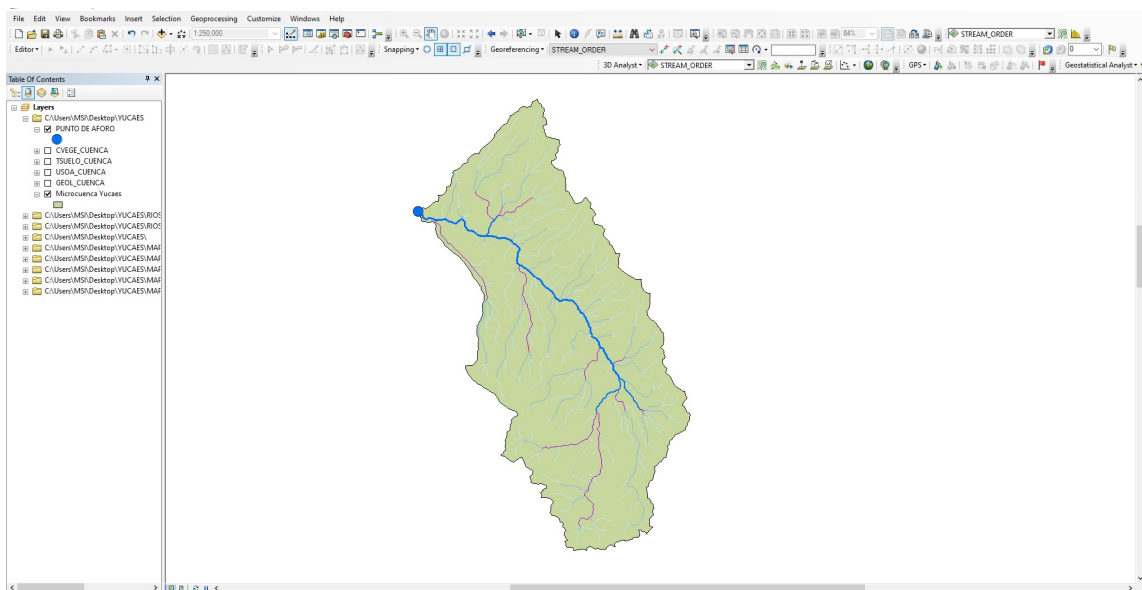 File Edit View Bookmarks Insert Selection Geoprocessing Customize Windows Help
1:250,000 84% STREAM_ORDER
Editor Snapping Georeferencing STREAM_ORDER 0
3D Analyst STREAM_ORDER GPS Geostatistical Analyst
Table Of Contents
Layers
C:\Users\MSI\Desktop\YUCAES
PUNTO DE AFORO
CVEGE_CUENCA
TSUELO_CUENCA
USOA_CUENCA
GEOL_CUENCA
Microcuenca Yucaes
C:\Users\MSI\Desktop\YUCAES\RIOS
C:\Users\MSI\Desktop\YUCAES\RIOS
C:\Users\MSI\Desktop\YUCAES\
C:\Users\MSI\Desktop\YUCAES\MAF
C:\Users\MSI\Desktop\YUCAES\MAF
C:\Users\MSI\Desktop\YUCAES\MAF
C:\Users\MSI\Desktop\YUCAES\MAF
C:\Users\MSI\Desktop\YUCAES\MAF